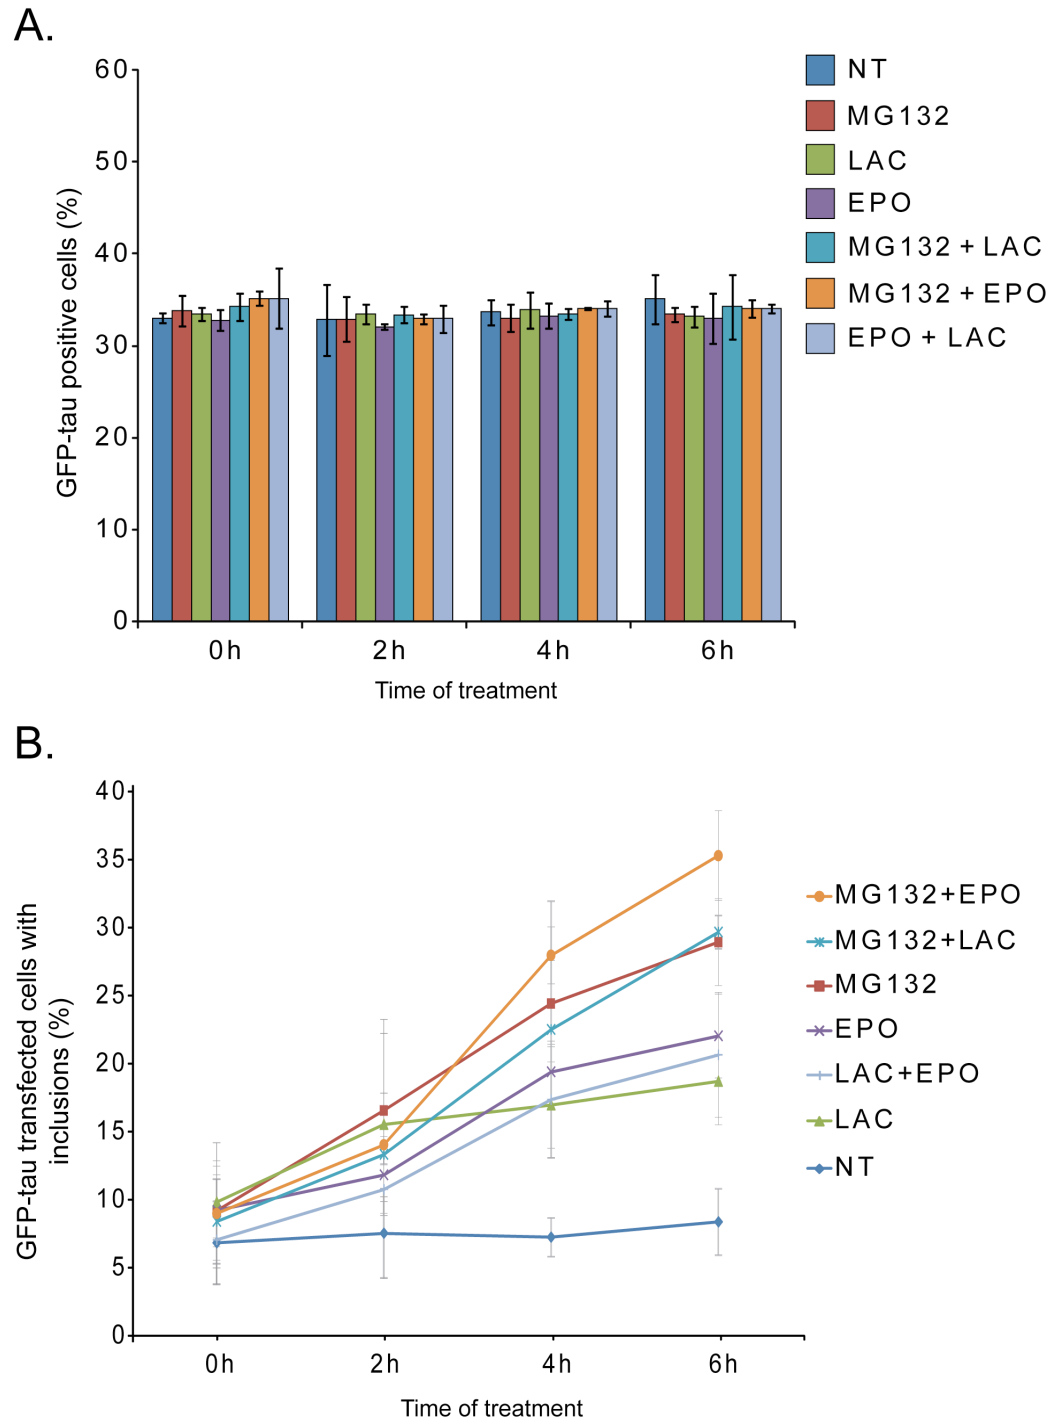 A.
60
50
40
30
20
10
0
GFP-tau positive cells (%)
0h
2h
4h
6h
Time of treatment
NT
MG132
LAC
EPO
MG132 + LAC
MG132 + EPO
EPO + LAC
B.
40
35
30
25
20
15
10
5
0
GFP-tau transfected cells with
inclusions (%)
0h
2h
4h
6h
Time of treatment
MG132+EPO
MG132+LAC
MG132
EPO
LAC+EPO
LAC
NT